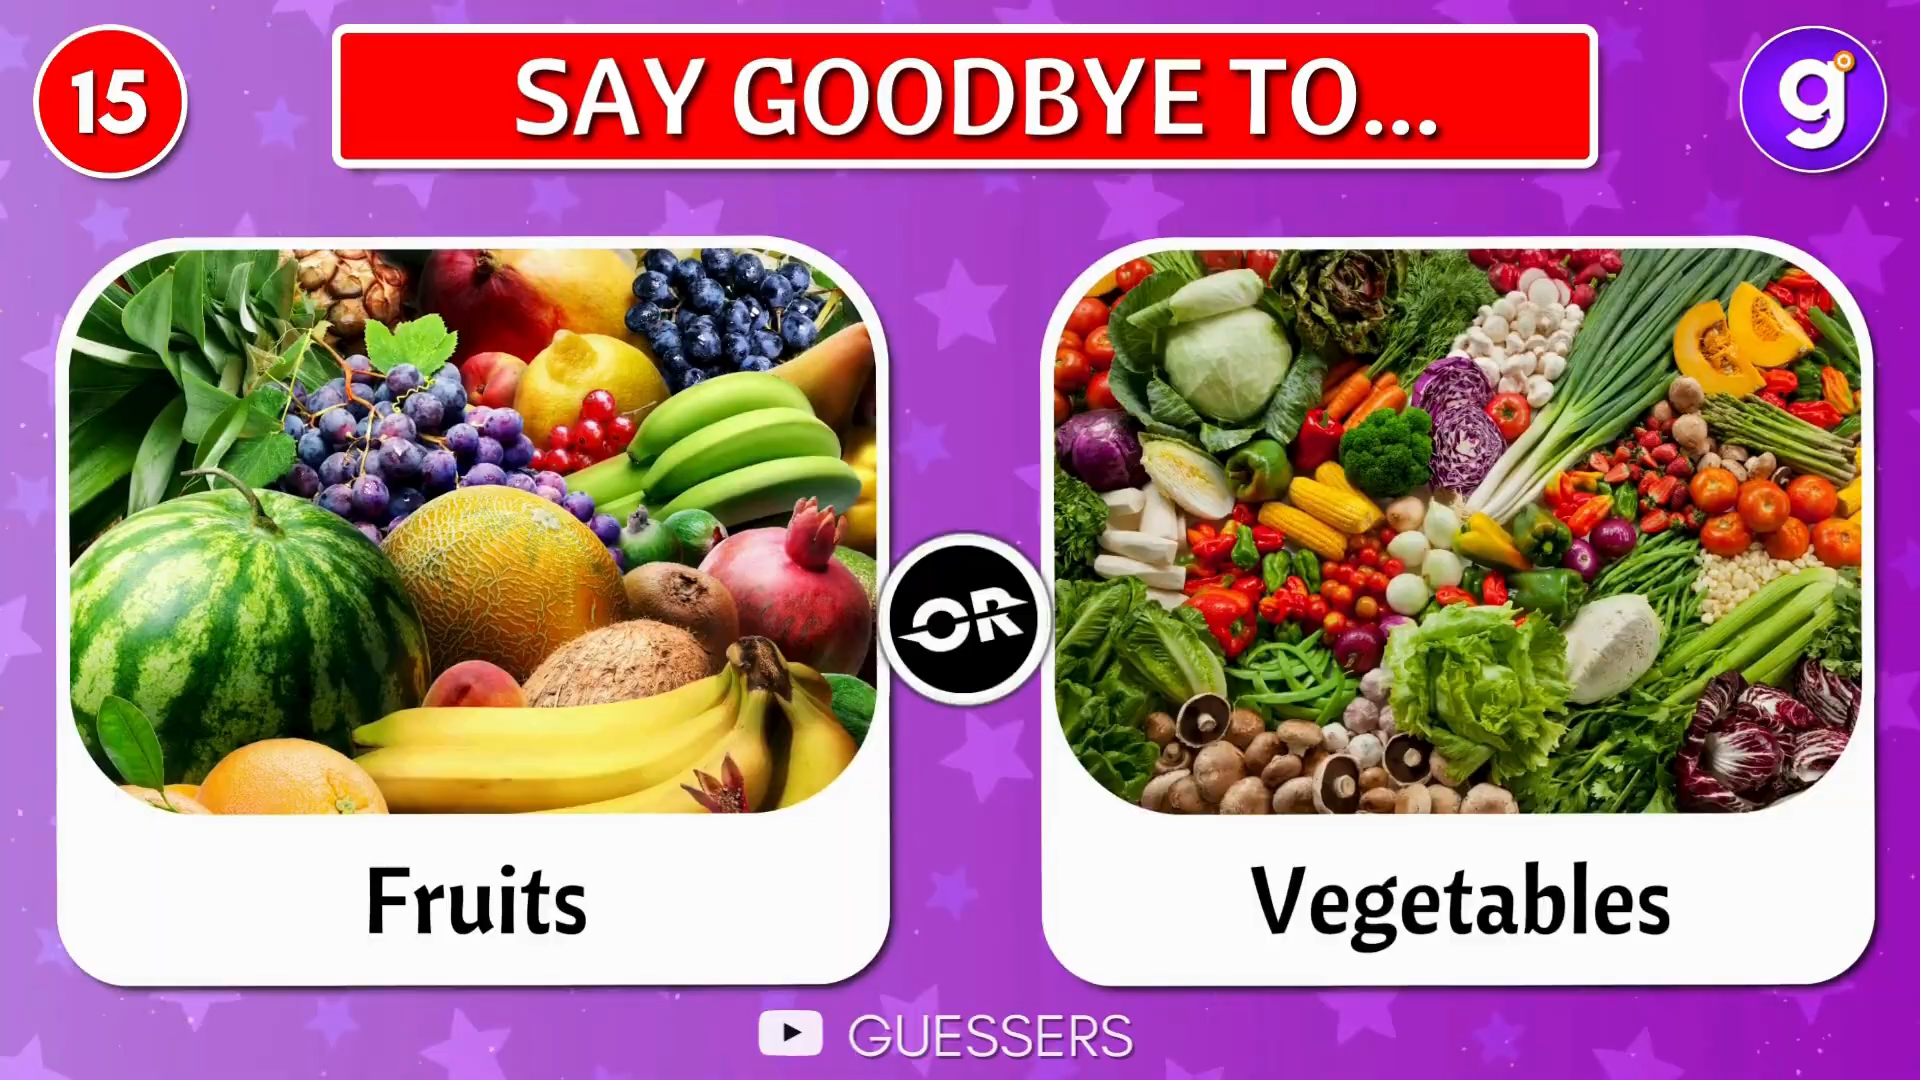 15
SAY GOODBYE TO...
g
OR
Fruits
Vegetables
GUESSERS